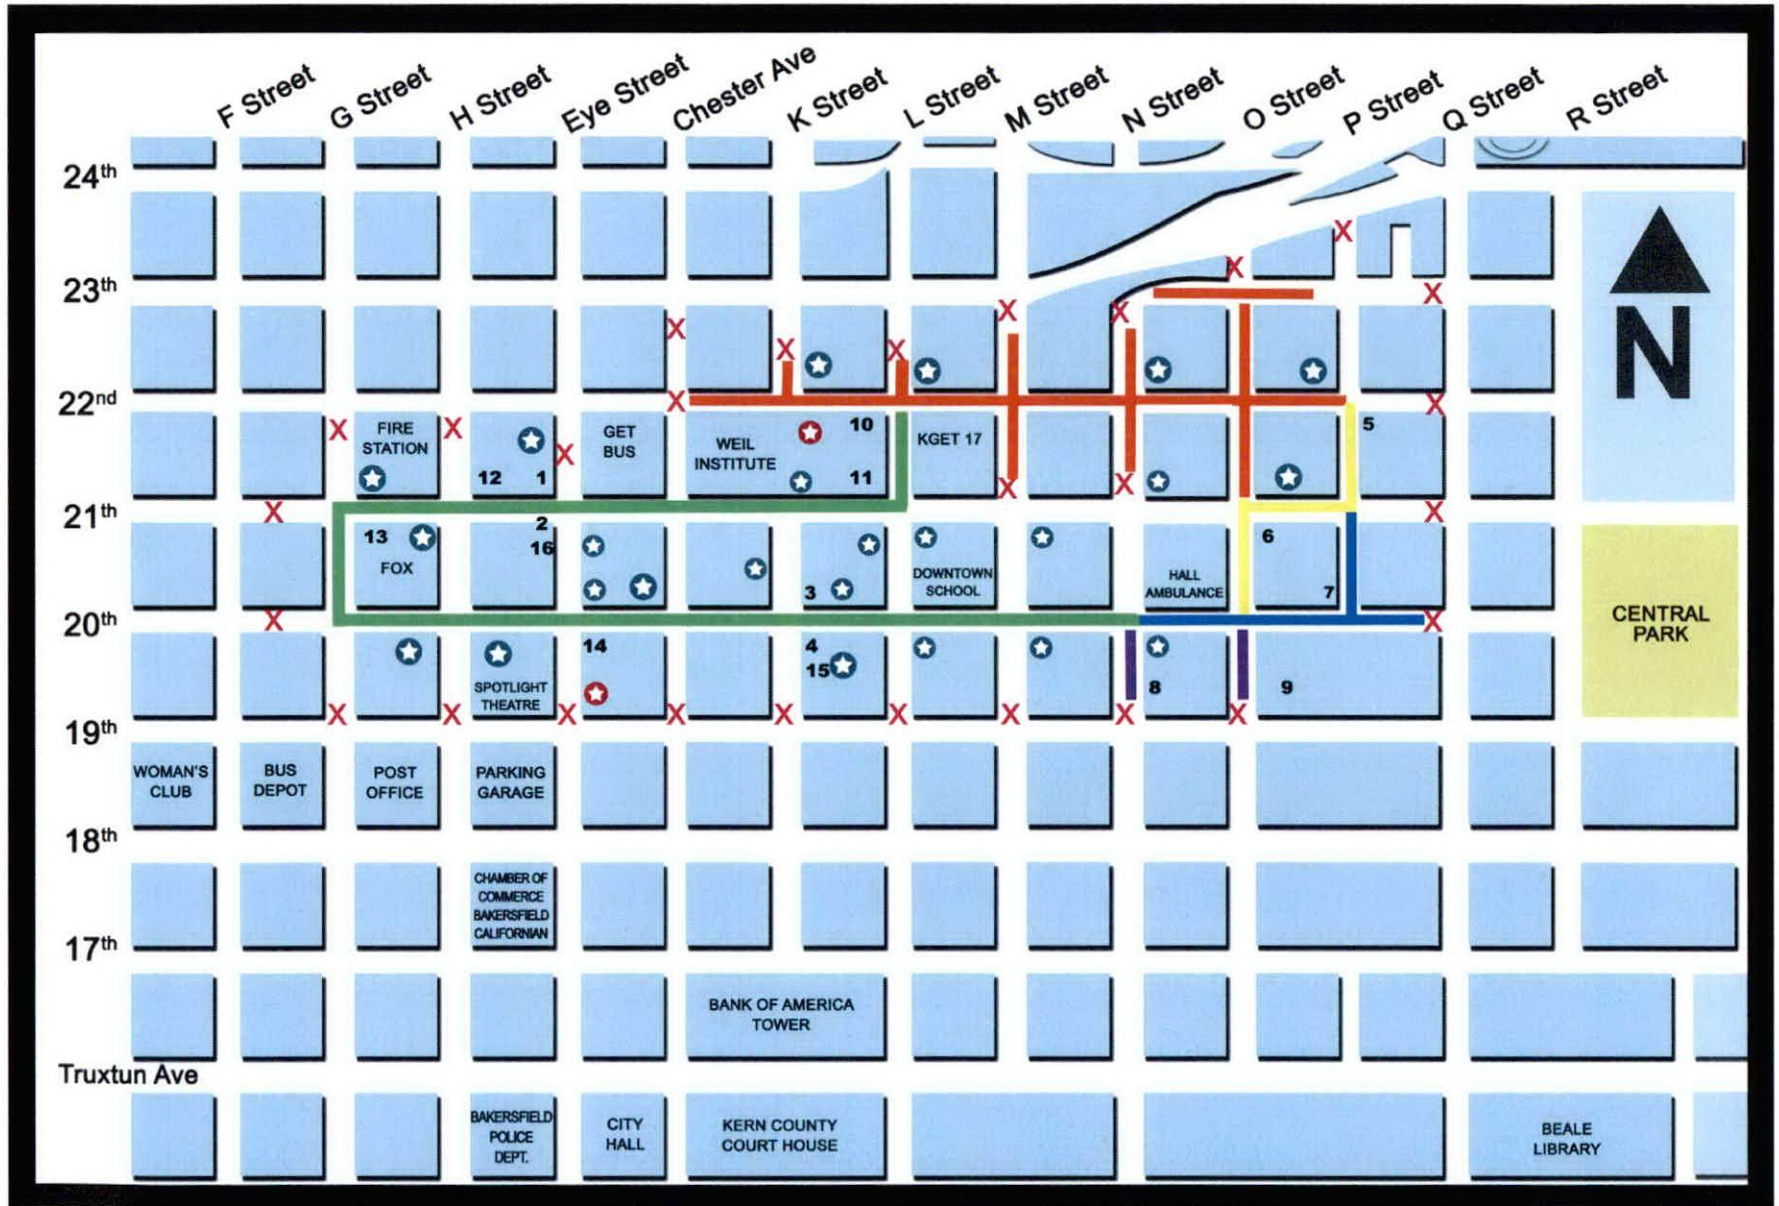 F Street
G Street
H Street
Eye Street
Chester Ave
K Street
L Street
M Street
N Street
O Street
P Street
Q Street
R Street
24th
23th
22nd
21th
20th
19th
18th
17th
Truxtun Ave
N
X
X
X
X
X
X
X
X
X
X
X
FIRE
STATION
X
X
12
1
X
GET
BUS
WEIL
INSTITUTE
10
11
KGET 17
X
X
5
X
X
13
FOX
2
16
3
DOWNTOWN
SCHOOL
HALL
AMBULANCE
6
7
X
X
CENTRAL
PARK
SPOTLIGHT
THEATRE
14
4
15
8
9
X
X
X
X
X
X
X
X
X
WOMAN'S
CLUB
BUS
DEPOT
POST
OFFICE
PARKING
GARAGE
CHAMBER OF
COMMERCE
BAKERSFIELD
CALIFORNIAN
BANK OF AMERICA
TOWER
BAKERSFIELD
POLICE
DEPT.
CITY
HALL
KERN COUNTY
COURT HOUSE
BEALE
LIBRARY